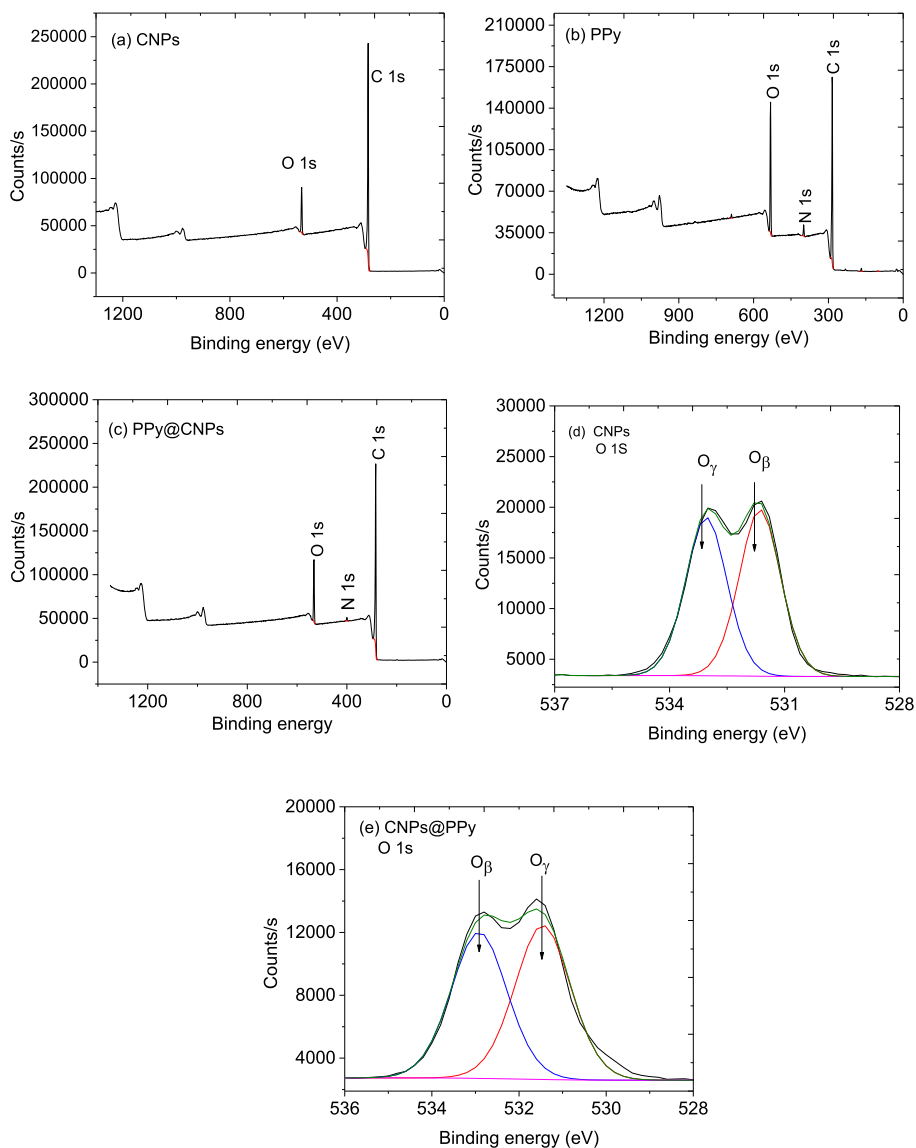 (a) CNPs
250000
200000
150000
100000
50000
0
Counts/s
O 1s
C 1s
1200
800
400
0
Binding energy (eV)
(b) PPy
210000
175000
140000
105000
70000
35000
0
Counts/s
O 1s
N 1s
C 1s
1200
900
600
300
0
Binding energy (eV)
(c) PPy@CNPs
300000
250000
200000
150000
100000
50000
0
Counts/s
O 1s
N 1s
C 1s
1200
800
400
0
Binding energy
(d) CNPs
O 1S
30000
25000
20000
15000
10000
5000
Counts/s
Oγ
Oβ
537
534
531
528
Binding energy (eV)
(e) CNPs@PPy
O 1s
20000
16000
12000
8000
4000
Counts/s
Oβ
Oγ
536
534
532
530
528
Binding energy (eV)